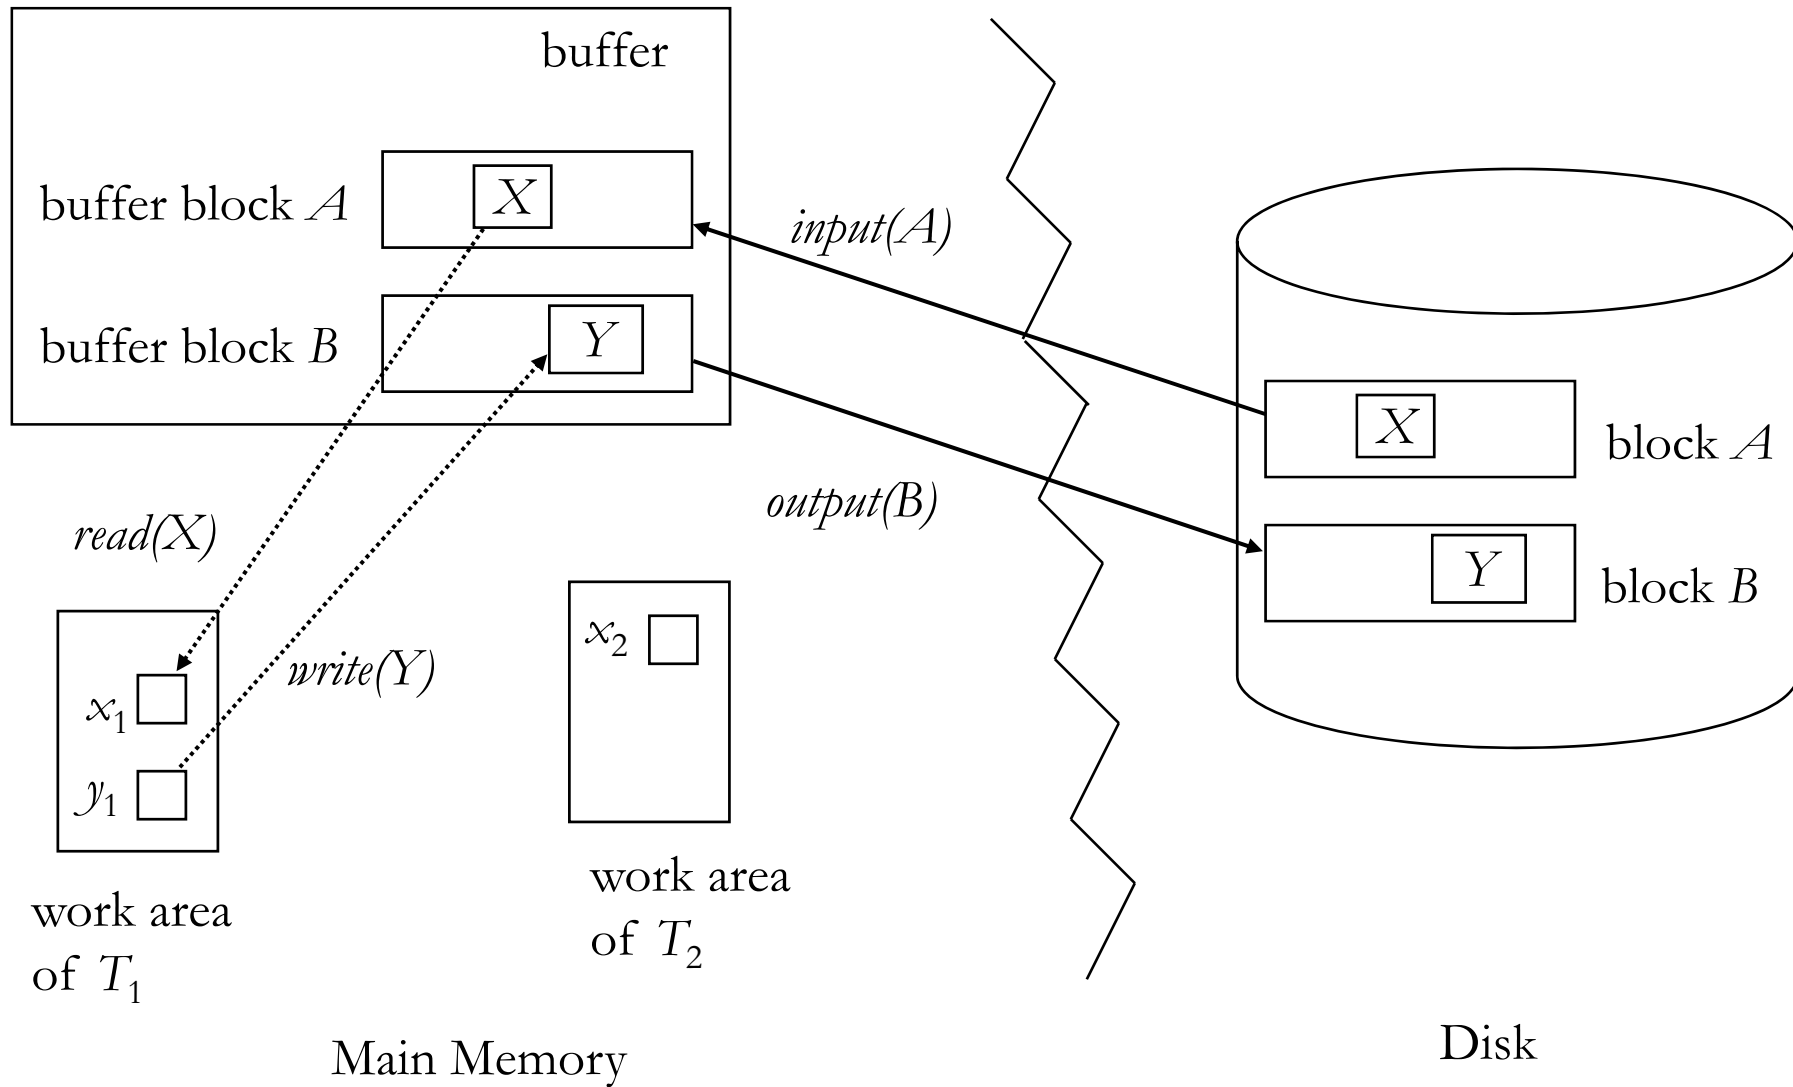 buffer
buffer block A
X
input(A)
buffer block B
Y
X
block A
output(B)
read(X)
Y
block B
x₂
write(Y)
x₁
y₁
work area
of T₂
work area
of T₁
Main Memory
Disk